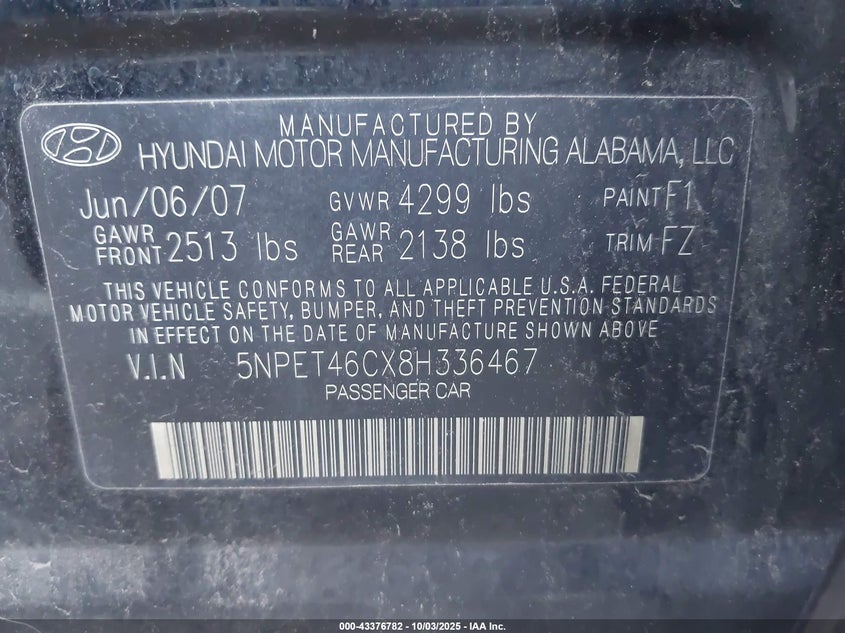 MANUFACTURED BY
HYUNDAI MOTOR MANUFACTURING ALABAMA, LLC
Jun/06/07 GVWR 4299 lbs PAINT F1
GAWR FRONT 2513 lbs GAWR REAR 2138 lbs TRIM FZ
THIS VEHICLE CONFORMS TO ALL APPLICABLE U.S.A. FEDERAL
MOTOR VEHICLE SAFETY, BUMPER, AND THEFT PREVENTION STANDARDS
IN EFFECT ON THE DATE OF MANUFACTURE SHOWN ABOVE
V.I.N 5NPET46CX8H336467
PASSENGER CAR
000-43376782 - 10/03/2025 - IAA Inc.